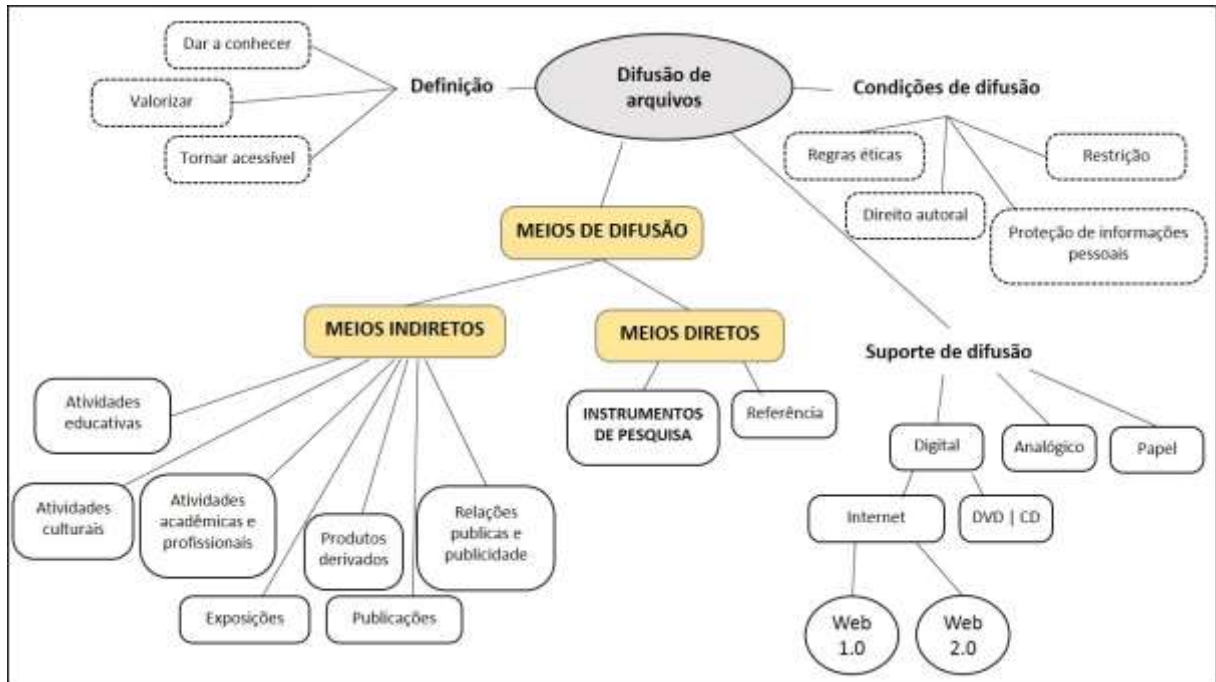 Difusão de
arquivos
Definição
Dar a conhecer
Valorizar
Tornar acessível
Condições de difusão
Regras éticas
Restrição
Direito autoral
Proteção de informações
pessoais
MEIOS DE DIFUSÃO
MEIOS INDIRETOS
MEIOS DIRETOS
Atividades
educativas
Atividades
culturais
Atividades
acadêmicas e
profissionais
Exposições
Produtos
derivados
Publicações
Relações
publicas e
publicidade
INSTRUMENTOS
DE PESQUISA
Referência
Suporte de difusão
Digital
Analógico
Papel
Internet
DVD | CD
Web
1.0
Web
2.0